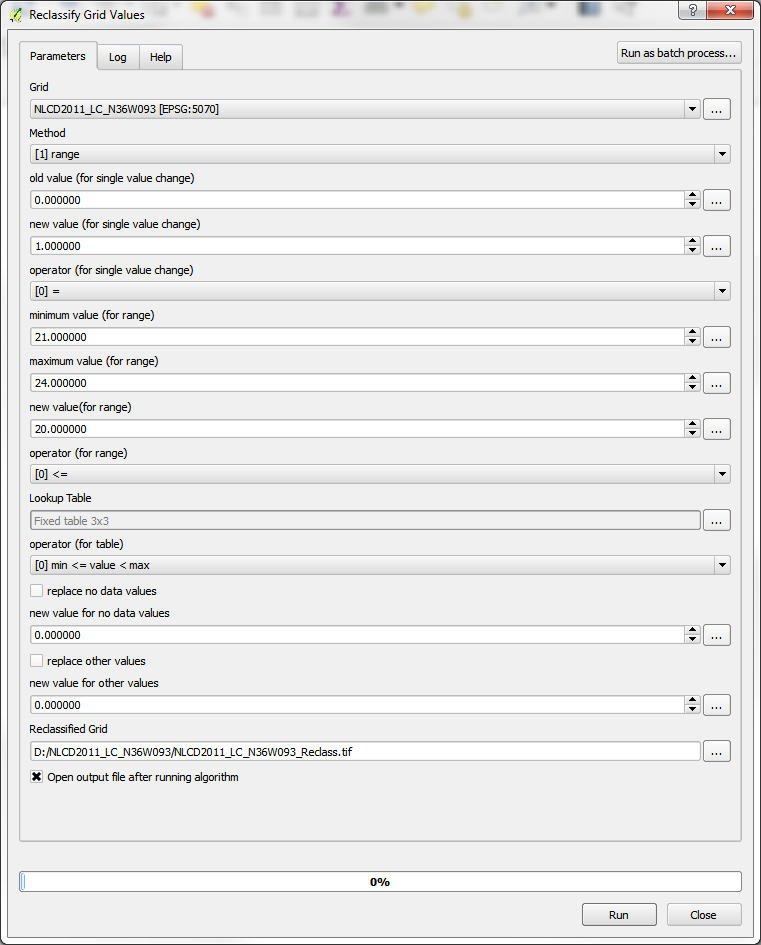 Reclassify Grid Values
?
X
Parameters
Log
Help
Run as batch process...
Grid
NLCD2011_LC_N36W093 [EPSG:5070]
...
Method
[1] range
old value (for single value change)
0.000000
...
new value (for single value change)
1.000000
...
operator (for single value change)
[0] =
minimum value (for range)
21.000000
...
maximum value (for range)
24.000000
...
new value(for range)
20.000000
...
operator (for range)
[0] <=
Lookup Table
Fixed table 3x3
...
operator (for table)
[0] min <= value < max
replace no data values
new value for no data values
0.000000
...
replace other values
new value for other values
0.000000
...
Reclassified Grid
D:/NLCD2011_LC_N36W093/NLCD2011_LC_N36W093_Reclass.tif
...
Open output file after running algorithm
0%
Run
Close